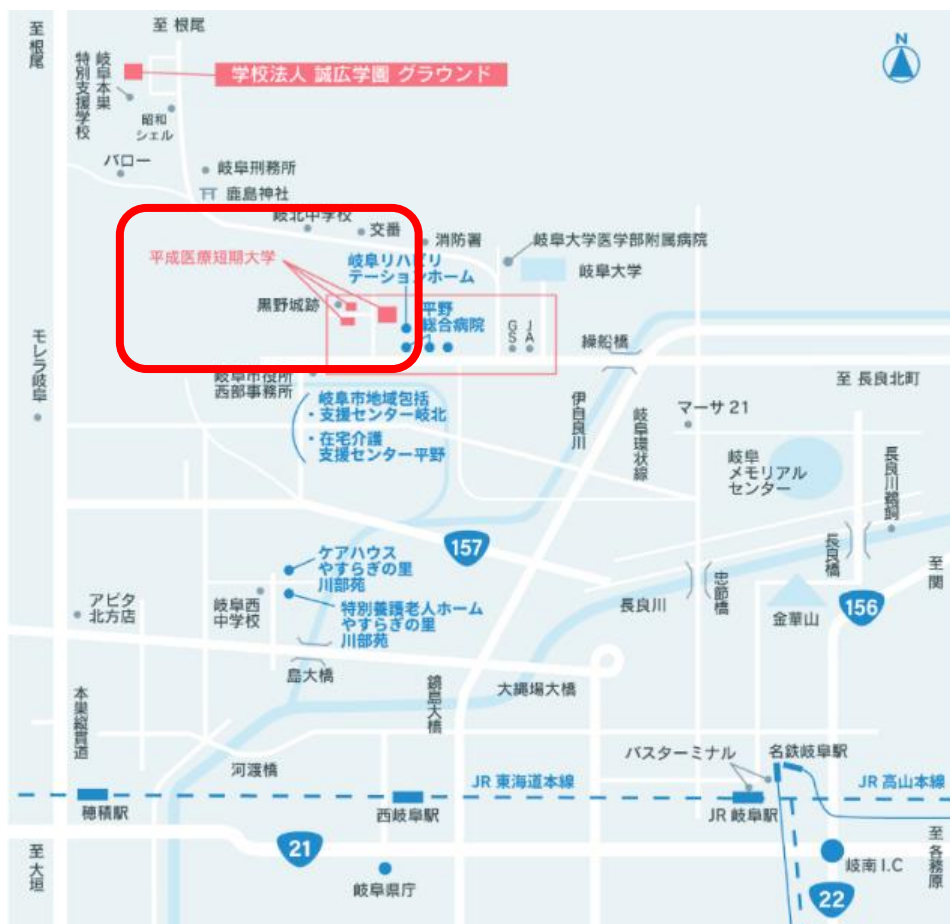 至根尾
至 根尾
N
学校法人 誠広学園 グラウンド
岐阜本巣
特別支援学校
昭和
シェル
バロー
岐阜刑務所
鹿島神社
岐北中学校
交番
消防署
岐阜大学医学部附属病院
岐阜大学
平成医療短期大学
岐阜リハビリ
テーションホーム
黒野城跡
平野
総合病院
GS
JA
繰船橋
モレラ岐阜
岐阜市役所
西部事務所
至 長良北町
岐阜市地域包括
・支援センター岐北
・在宅介護
支援センター平野
伊自良川
岐阜環状線
マーサ21
岐阜
メモリアル
センター
長良川鵜飼
157
ケアハウス
やすらぎの里
川部苑
長良橋
至関
アピタ
北方店
岐阜西
中学校
特別養護老人ホーム
やすらぎの里
川部苑
長良川
忠節橋
金華山
156
島大橋
大縄場大橋
鏡島大橋
本巣縦貫道
河渡橋
バスターミナル
名鉄岐阜駅
JR 東海道本線
JR 高山本線
穂積駅
西岐阜駅
JR 岐阜駅
至大垣
21
岐阜県庁
岐南 I.C
至各務原
22